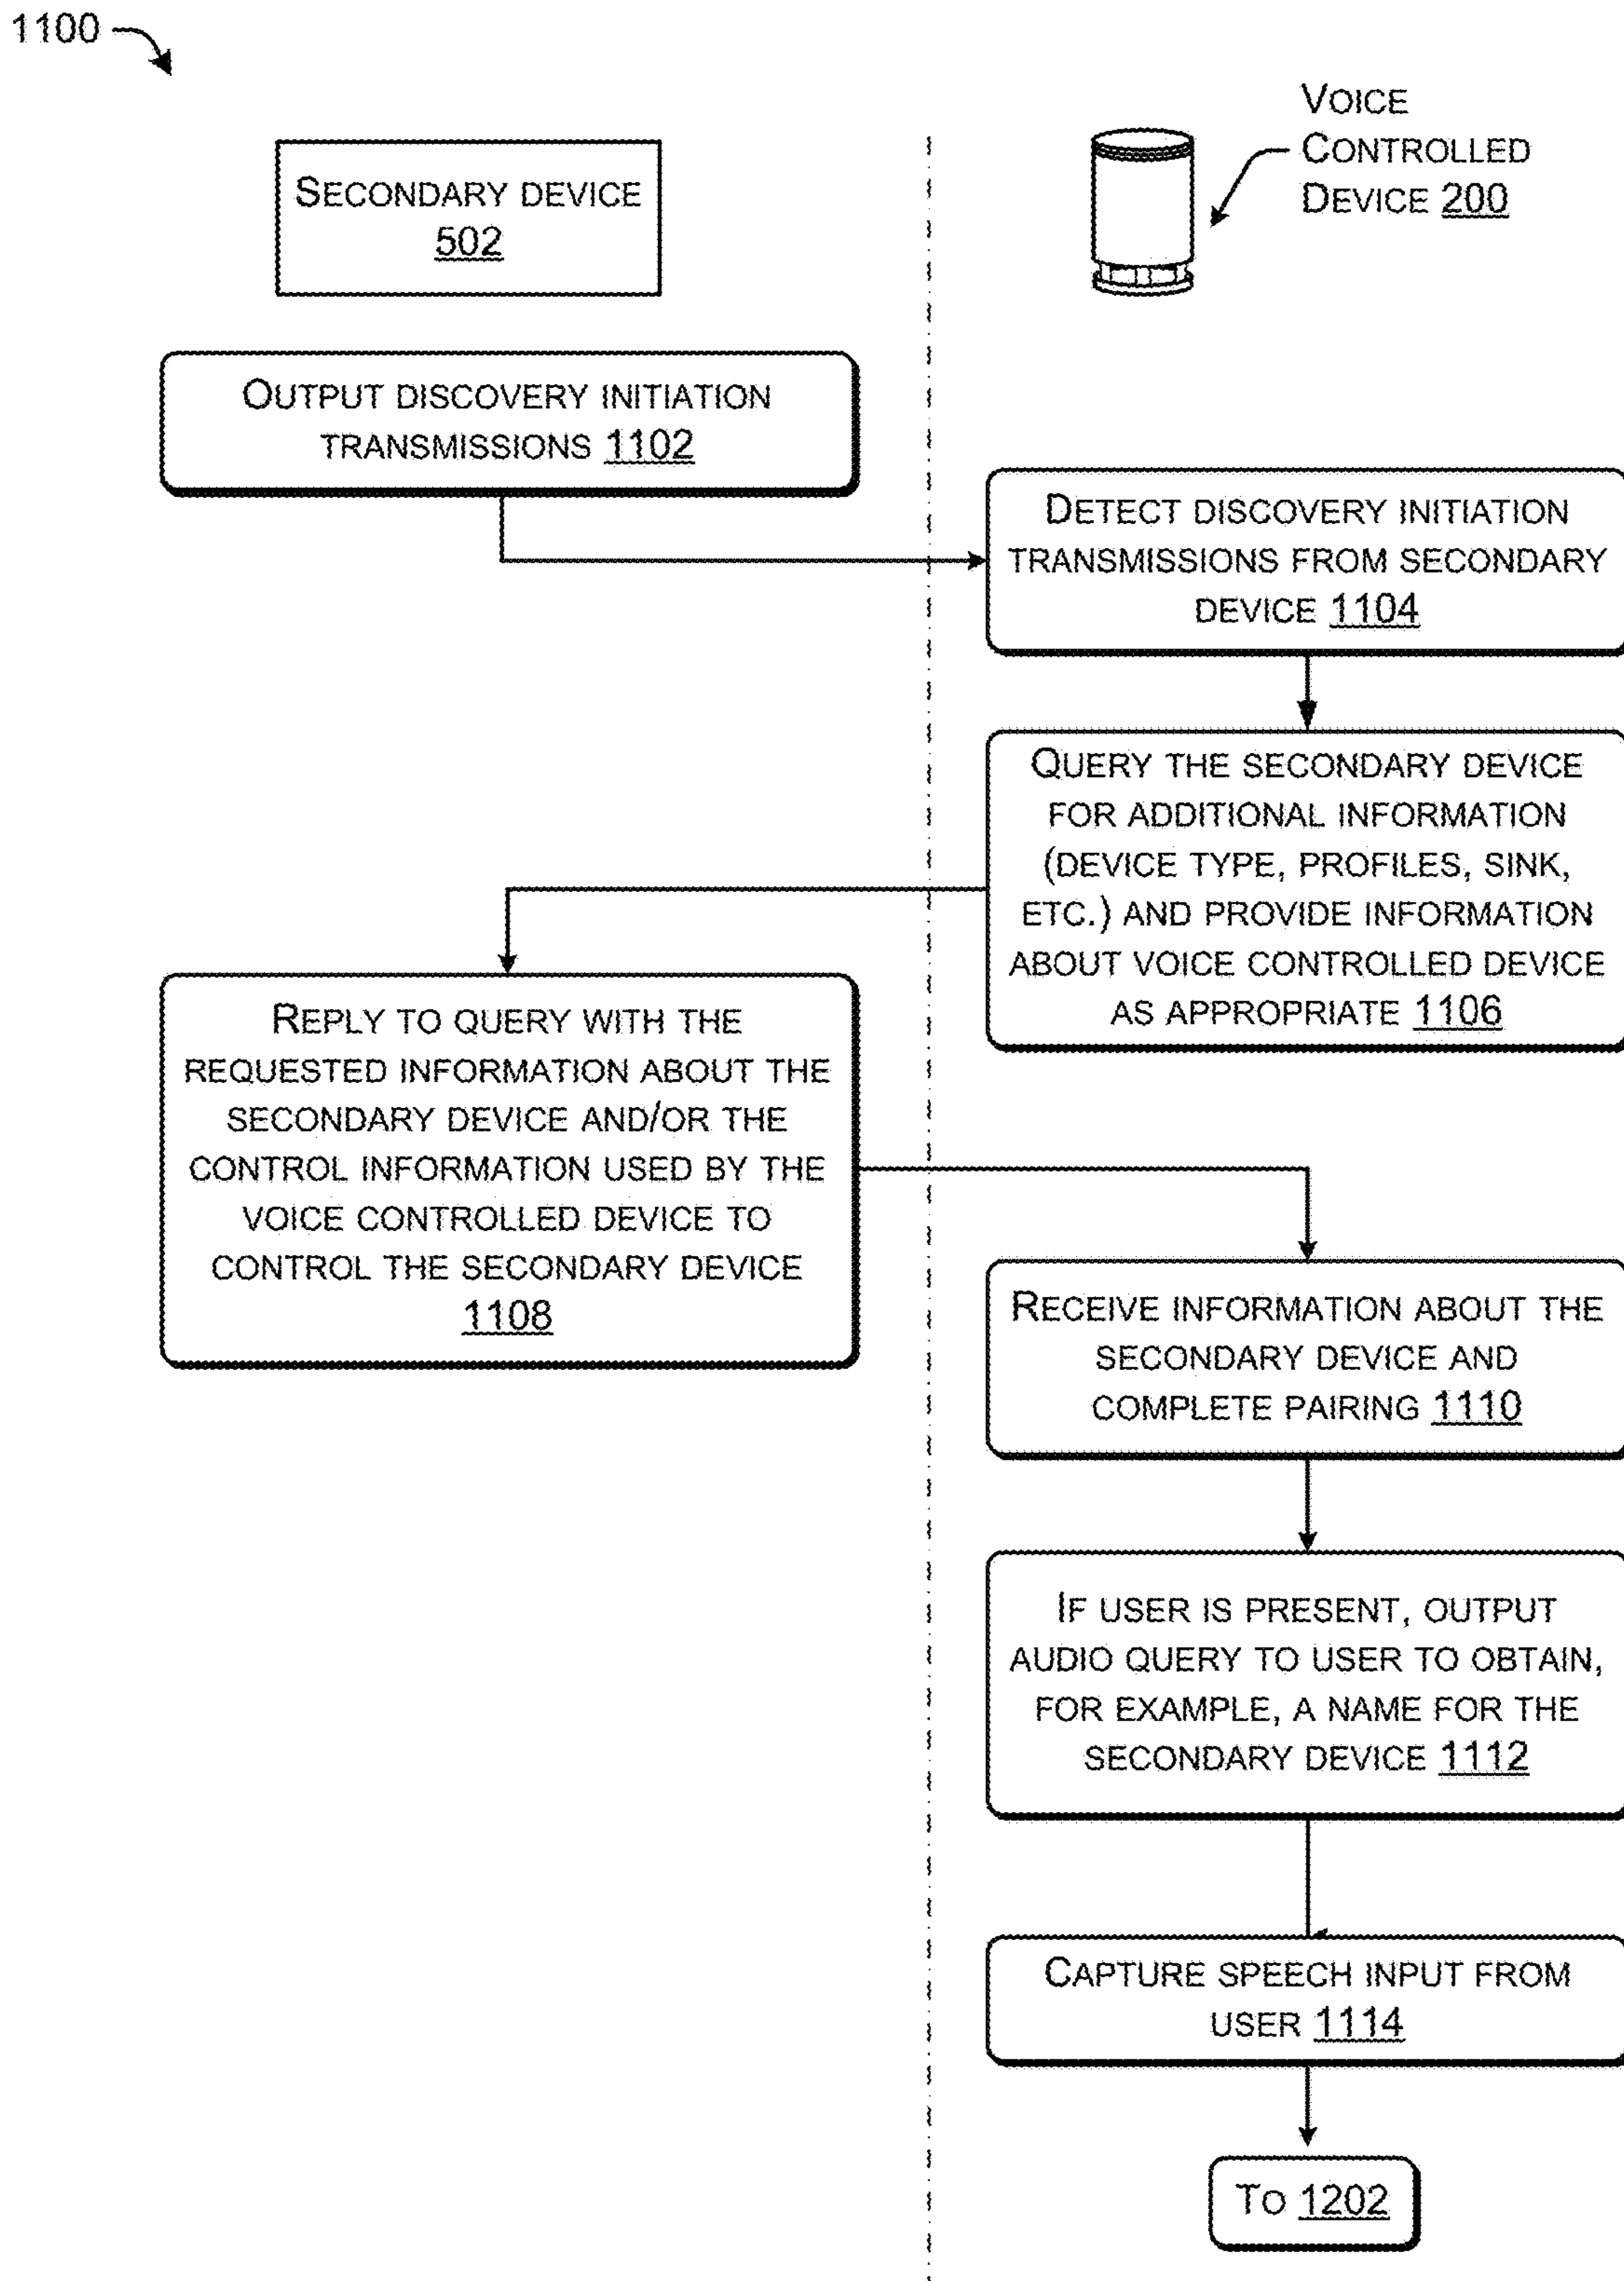 1100
VOICE
CONTROLLED
DEVICE 200
SECONDARY DEVICE
502
OUTPUT DISCOVERY INITIATION
TRANSMISSIONS 1102
DETECT DISCOVERY INITIATION
TRANSMISSIONS FROM SECONDARY
DEVICE 1104
QUERY THE SECONDARY DEVICE
FOR ADDITIONAL INFORMATION
(DEVICE TYPE, PROFILES, SINK,
ETC.) AND PROVIDE INFORMATION
ABOUT VOICE CONTROLLED DEVICE
AS APPROPRIATE 1106
REPLY TO QUERY WITH THE
REQUESTED INFORMATION ABOUT THE
SECONDARY DEVICE AND/OR THE
CONTROL INFORMATION USED BY THE
VOICE CONTROLLED DEVICE TO
CONTROL THE SECONDARY DEVICE
1108
RECEIVE INFORMATION ABOUT THE
SECONDARY DEVICE AND
COMPLETE PAIRING 1110
IF USER IS PRESENT, OUTPUT
AUDIO QUERY TO USER TO OBTAIN,
FOR EXAMPLE, A NAME FOR THE
SECONDARY DEVICE 1112
CAPTURE SPEECH INPUT FROM
USER 1114
TO 1202